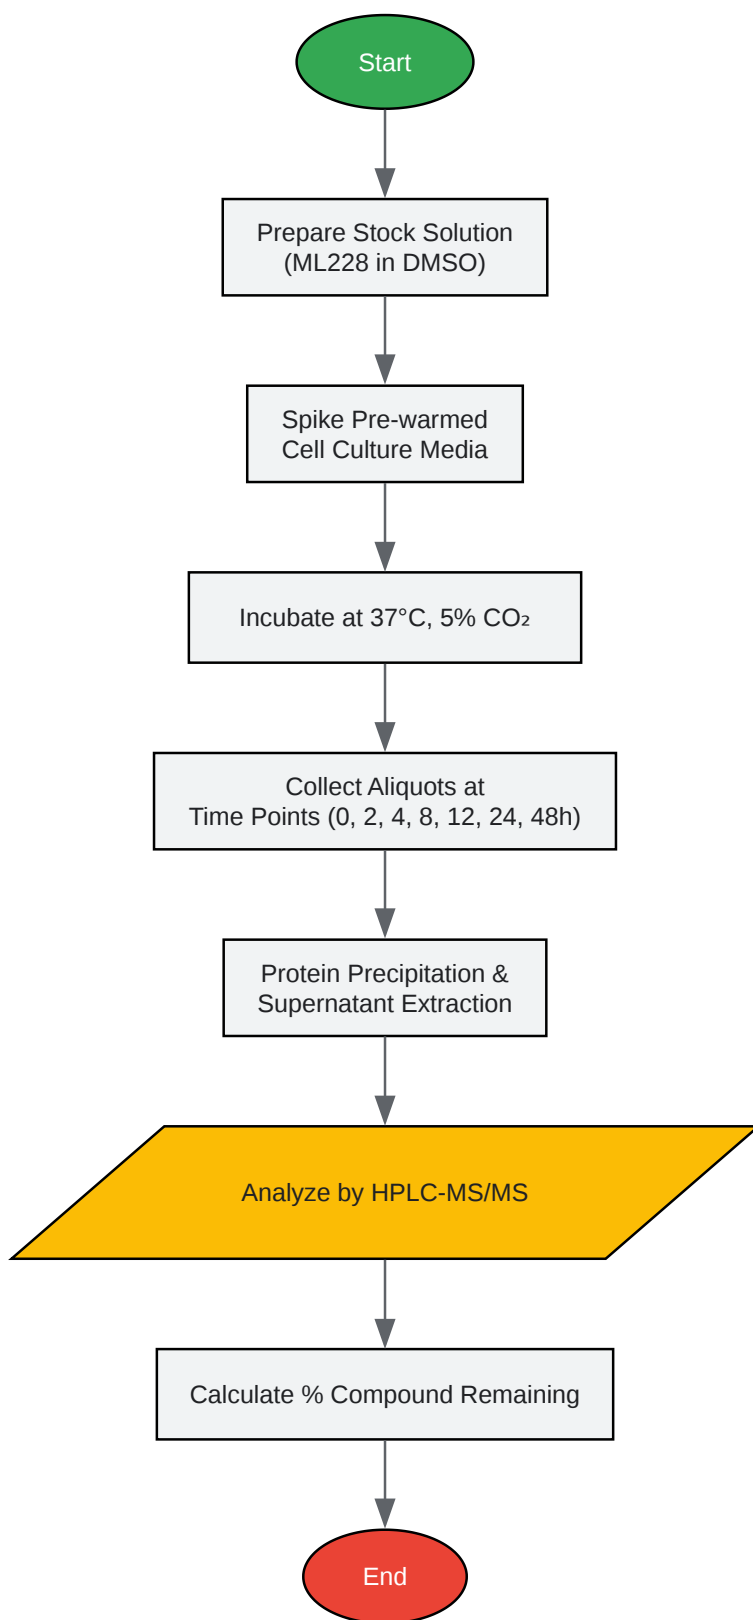 Start
Prepare Stock Solution
(ML228 in DMSO)
Spike Pre-warmed
Cell Culture Media
Incubate at 37°C, 5% CO₂
Collect Aliquots at
Time Points (0, 2, 4, 8, 12, 24, 48h)
Protein Precipitation &
Supernatant Extraction
Analyze by HPLC-MS/MS
Calculate % Compound Remaining
End